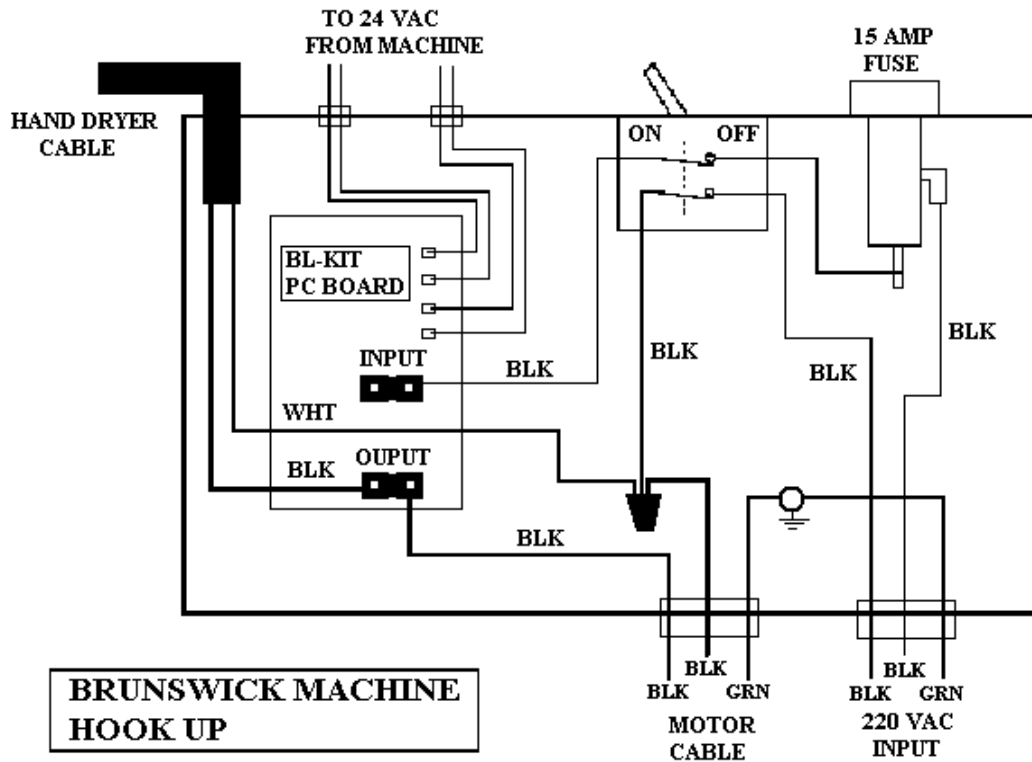 TO 24 VAC
FROM MACHINE
15 AMP
FUSE
HAND DRYER
CABLE
ON
OFF
BL-KIT
PC BOARD
INPUT
BLK
BLK
BLK
BLK
WHT
OUPUT
BLK
BLK
BLK
BLK
GRN
BLK
BLK
GRN
MOTOR
CABLE
220 VAC
INPUT
BRUNSWICK MACHINE
HOOK UP